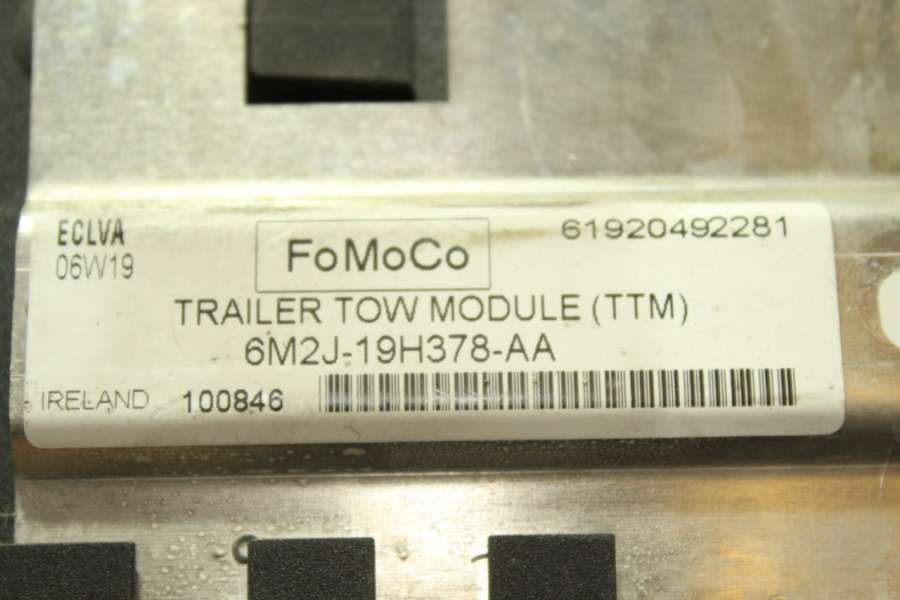 ECLVA
06W19
FoMoCo
61920492281
TRAILER TOW MODULE (TTM)
6M2J-19H378-AA
IRELAND 100846